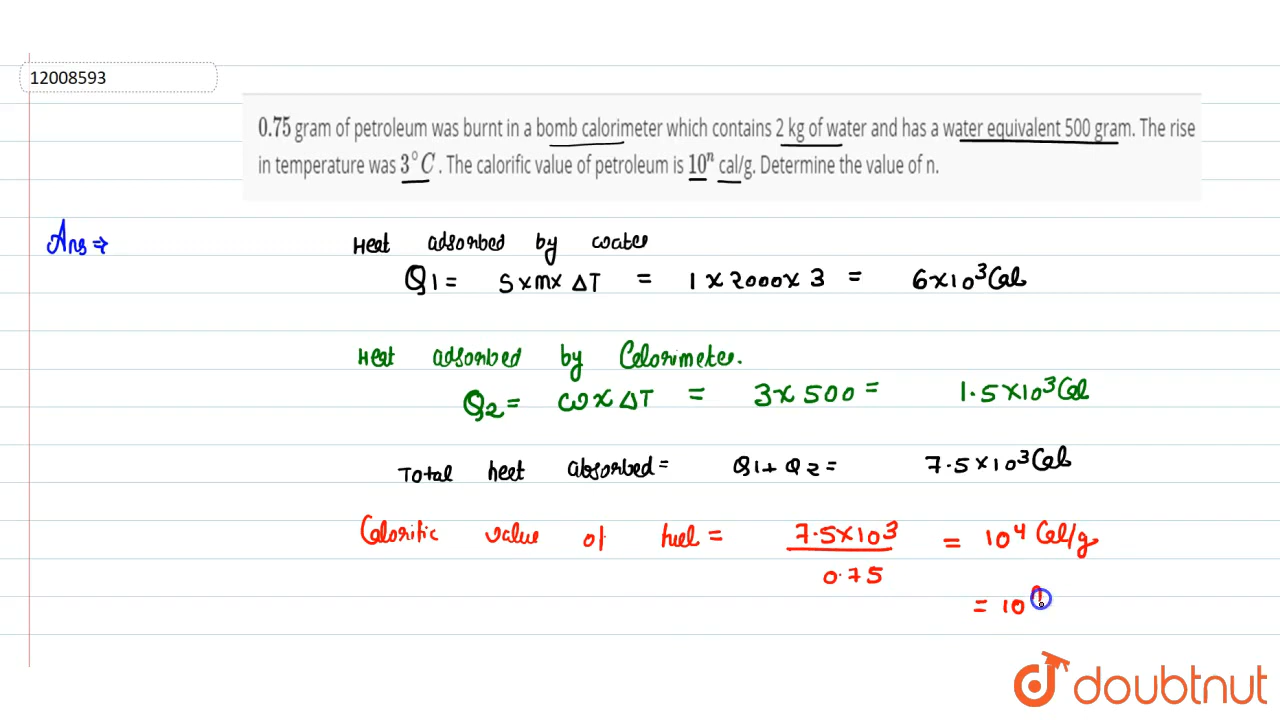 12008593
0.75 gram of petroleum was burnt in a bomb calorimeter which contains 2 kg of water and has a water equivalent 500 gram. The rise
in temperature was 3°C. The calorific value of petroleum is 10ⁿ cal/g. Determine the value of n.
Ans ⇒
Heat adsorbed by water
Q1 = S × m × ΔT = 1 × 2000 × 3 = 6×10³ Cal
Heat adsorbed by Calorimeter.
Q2 = ω × ΔT = 3 × 500 = 1.5×10³ Cal
Total heat absorbed = Q1 + Q2 = 7.5×10³ Cal
Calorific value of fuel = 7.5×10³ / 0.75 = 10⁴ Cal/g
= 10ⁿ
doubtnut